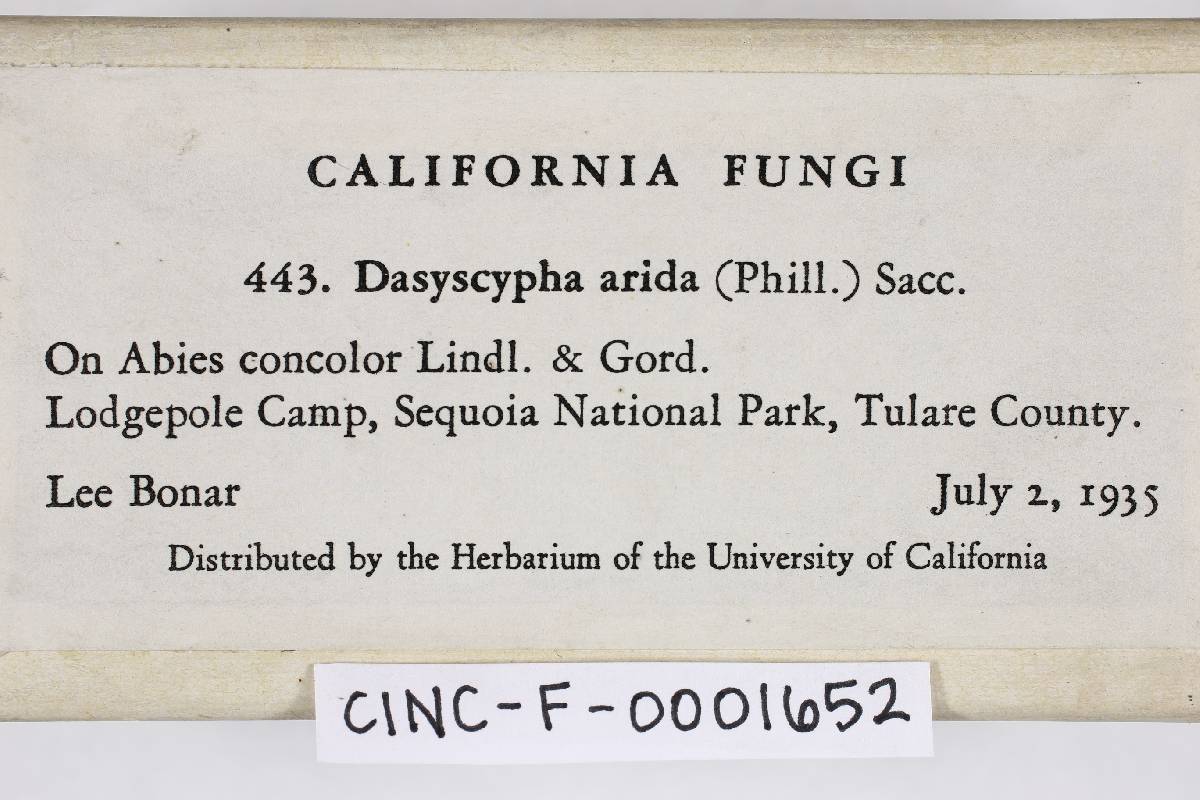 CALIFORNIA FUNGI
443. Dasyscypha arida (Phill.) Sacc.
On Abies concolor Lindl. & Gord.
Lodgepole Camp, Sequoia National Park, Tulare County.
Lee Bonar July 2, 1935
Distributed by the Herbarium of the University of California
CINC-F-0001652